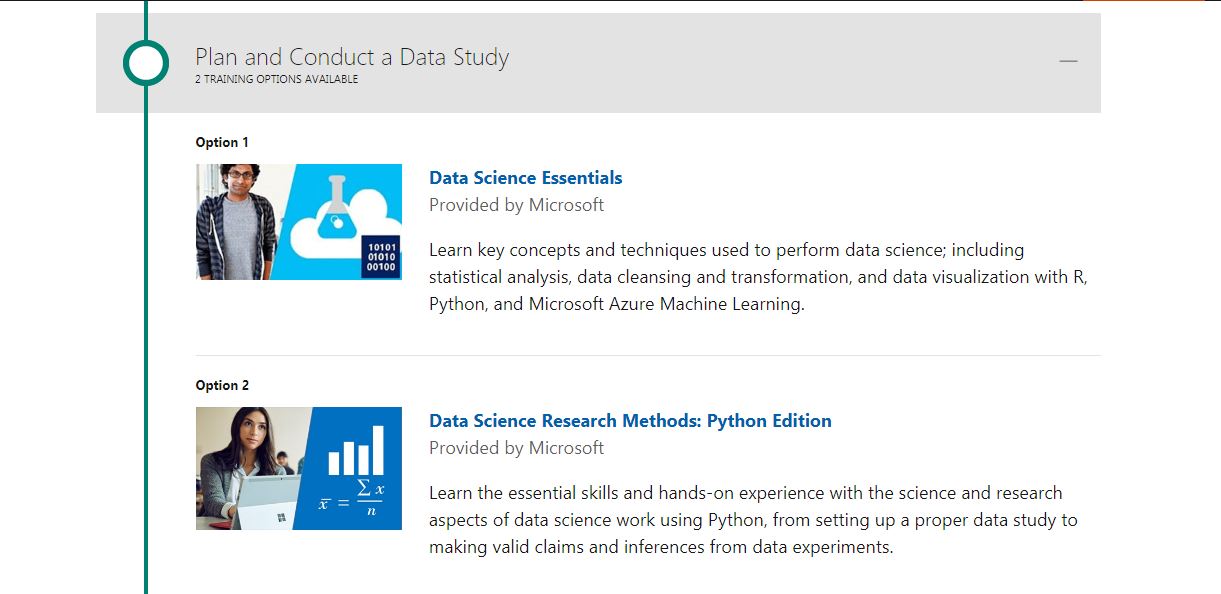 Plan and Conduct a Data Study
2 TRAINING OPTIONS AVAILABLE
Option 1
10101
01010
00100
Data Science Essentials
Provided by Microsoft
Learn key concepts and techniques used to perform data science; including
statistical analysis, data cleansing and transformation, and data visualization with R,
Python, and Microsoft Azure Machine Learning.
Option 2
x̄ = ∑x / n
Data Science Research Methods: Python Edition
Provided by Microsoft
Learn the essential skills and hands-on experience with the science and research
aspects of data science work using Python, from setting up a proper data study to
making valid claims and inferences from data experiments.